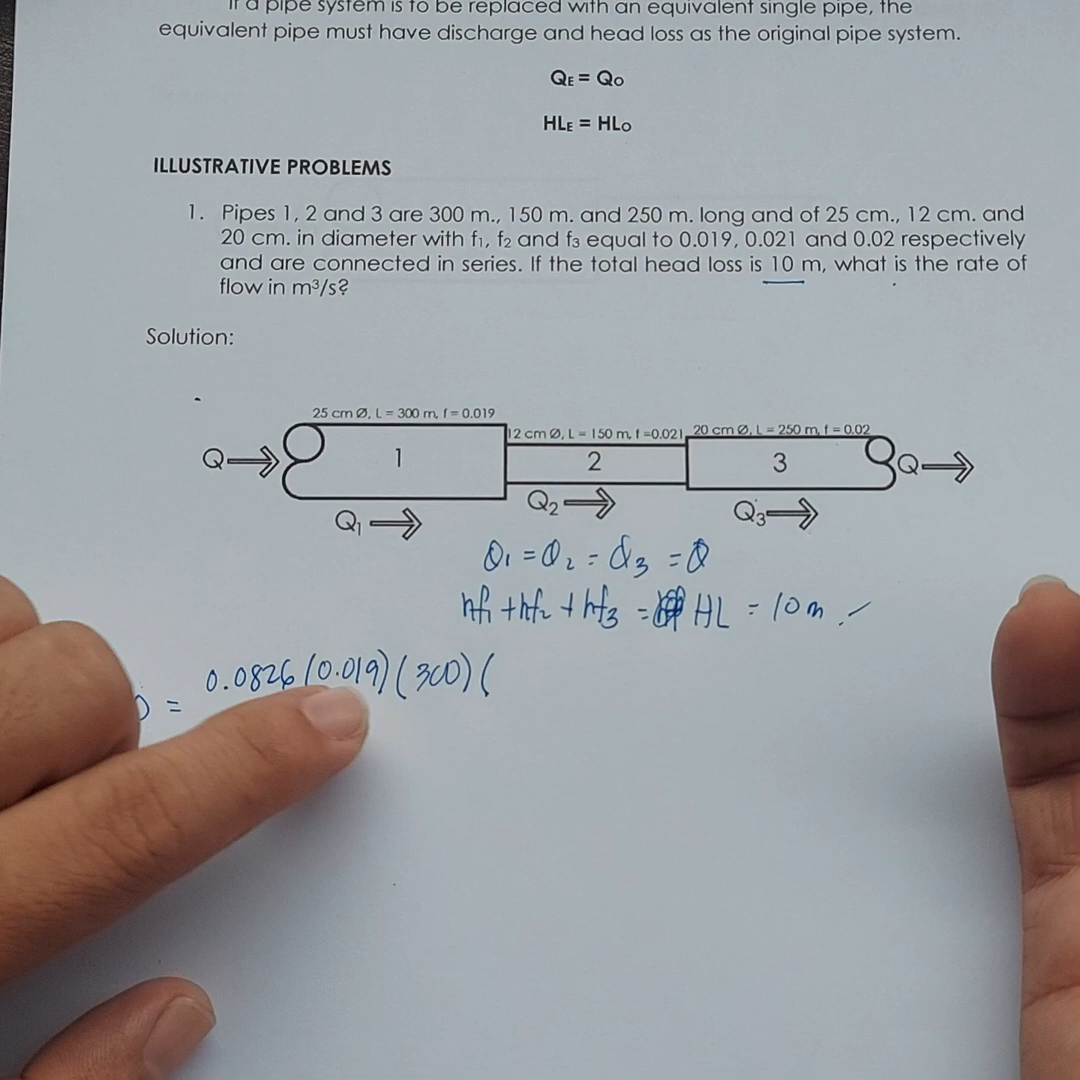 If a pipe system is to be replaced with an equivalent single pipe, the
equivalent pipe must have discharge and head loss as the original pipe system.
QE = QO
HLE = HLO
ILLUSTRATIVE PROBLEMS
1. Pipes 1, 2 and 3 are 300 m., 150 m. and 250 m. long and of 25 cm., 12 cm. and
20 cm. in diameter with f1, f2 and f3 equal to 0.019, 0.021 and 0.02 respectively
and are connected in series. If the total head loss is 10 m, what is the rate of
flow in m³/s?
Solution:
25 cm Ø, L = 300 m, f = 0.019
12 cm Ø, L = 150 m, f =0.021
20 cm Ø, L = 250 m, f = 0.02
Q 1 2 3 Q
Q1 Q2 Q3
Q1 = Q2 = Q3 = Q
hf1 + hf2 + hf3 = HL = 10 m
= 0.0826 (0.019) (300) (